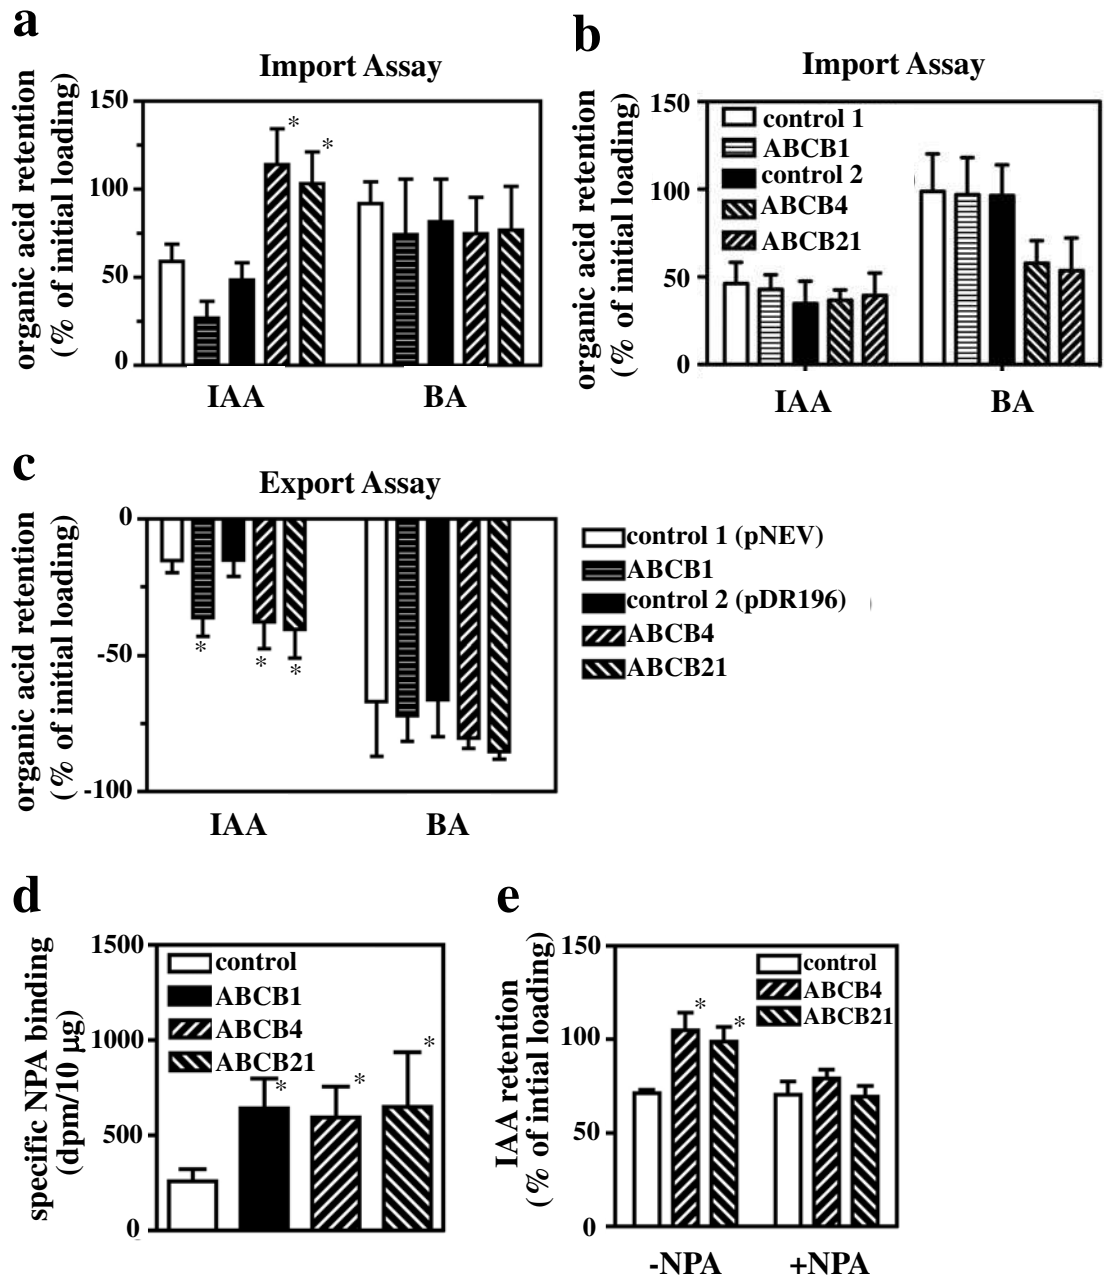 a
Import Assay
organic acid retention
(% of initial loading)
150
100
50
0
*
*
IAA
BA
b
Import Assay
organic acid retention
(% of initial loading)
150
100
50
0
control 1
ABCB1
control 2
ABCB4
ABCB21
IAA
BA
c
Export Assay
organic acid retention
(% of initial loading)
0
-50
-100
*
*
*
IAA
BA
control 1 (pNEV)
ABCB1
control 2 (pDR196)
ABCB4
ABCB21
d
specific NPA binding
(dpm/10 µg)
1500
1000
500
0
control
ABCB1
ABCB4
ABCB21
*
*
*
e
IAA retention
(% of intial loading)
150
100
50
0
control
ABCB4
ABCB21
*
*
-NPA
+NPA